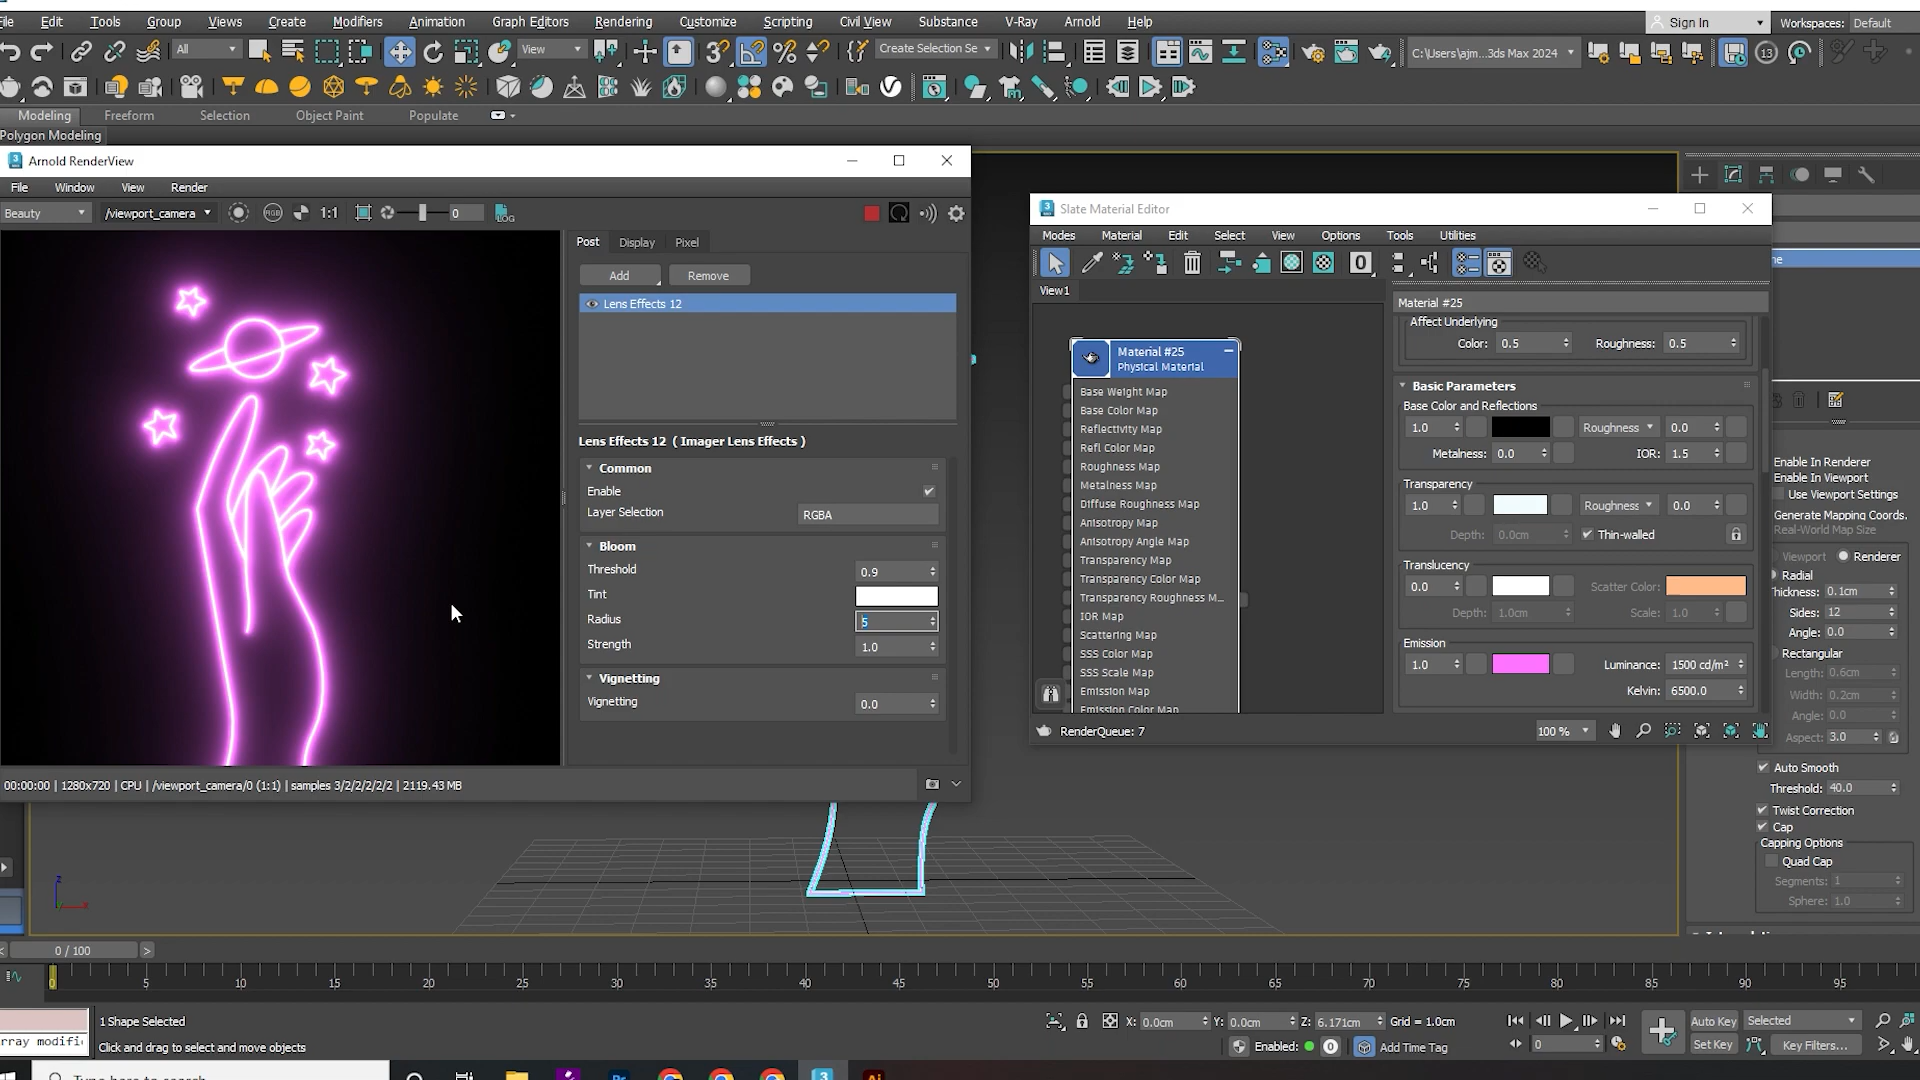 Edit Tools Group Views Create Modifiers Animation Graph Editors Rendering Customize Scripting Civil View Substance V-Ray Arnold Help Sign In Workspaces: Default
All View Create Selection Se C:\Users\ajm...3ds Max 2024 13
Modeling Freeform Selection Object Paint Populate
Polygon Modeling
Arnold RenderView
File Window View Render
Beauty /viewport_camera 1:1 0 LOG
Post Display Pixel
Add Remove
Lens Effects 12
Lens Effects 12 ( Imager Lens Effects )
Common
Enable
Layer Selection RGBA
Bloom
Threshold 0.9
Tint
Radius 5
Strength 1.0
Vignetting
Vignetting 0.0
00:00:00 | 1280x720 | CPU | /viewport_camera/0 (1:1) | samples 3/2/2/2/2/2 | 2119.43 MB
Slate Material Editor
Modes Material Edit Select View Options Tools Utilities
View1
Material #25
Physical Material
Base Weight Map
Base Color Map
Reflectivity Map
Refl Color Map
Roughness Map
Metalness Map
Diffuse Roughness Map
Anisotropy Map
Anisotropy Angle Map
Transparency Map
Transparency Color Map
Transparency Roughness M...
IOR Map
Scattering Map
SSS Color Map
SSS Scale Map
Emission Map
Emission Color Map
Material #25
Affect Underlying
Color: 0.5 Roughness: 0.5
Basic Parameters
Base Color and Reflections
1.0 Roughness 0.0
Metalness: 0.0 IOR: 1.5
Transparency
1.0 Roughness 0.0
Depth: 0.0cm Thin-walled
Translucency
0.0 Scatter Color:
Depth: 1.0cm Scale: 1.0
Emission
1.0 Luminance: 1500 cd/m²
Kelvin: 6500.0
RenderQueue: 7 100 %
Enable In Renderer
Enable In Viewport
Use Viewport Settings
Generate Mapping Coords.
Real-World Map Size
Viewport Renderer
Radial
Thickness: 0.1cm
Sides: 12
Angle: 0.0
Rectangular
Length: 0.6cm
Width: 0.2cm
Angle: 0.0
Aspect: 3.0
Auto Smooth
Threshold: 40.0
Twist Correction
Cap
Capping Options
Quad Cap
Segments: 1
Sphere: 1.0
z
0 / 100
0 5 10 15 20 25 30 35 40 45 50 55 60 65 70 75 80 85 90 95
1 Shape Selected
Click and drag to select and move objects
X: 0.0cm Y: 0.0cm Z: 6.171cm Grid = 1.0cm
Enabled: 0 Add Time Tag
0
Auto Key Selected
Set Key Key Filters...